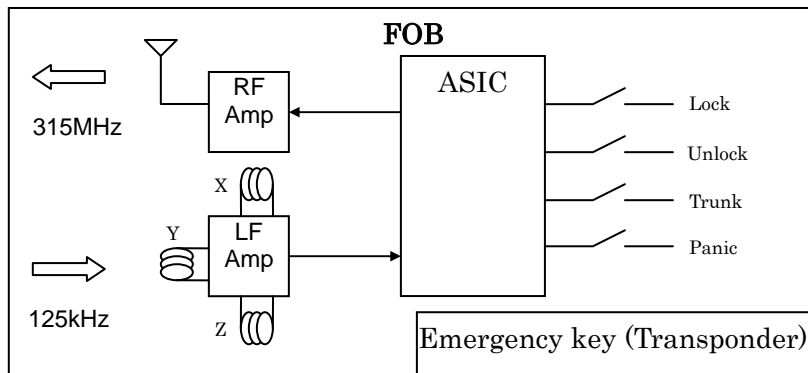 FOB
ASIC
RF
Amp
315MHz
Lock
Unlock
Trunk
Panic
X
Y
LF
Amp
Z
125kHz
Emergency key (Transponder)